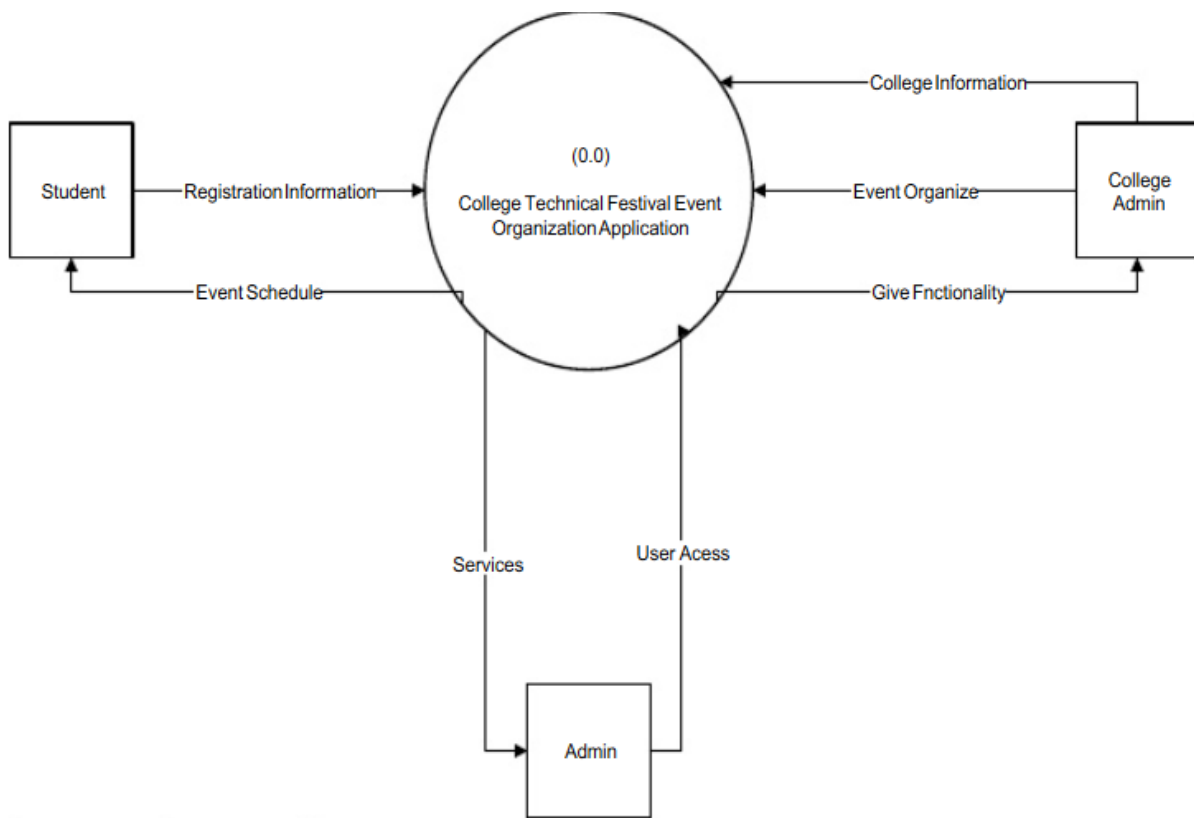 College Information
(0.0)
Student
Registration Information
College Technical Festival Event
Organization Application
Event Organize
College
Admin
Event Schedule
Give Fnctionality
Services
User Acess
Admin